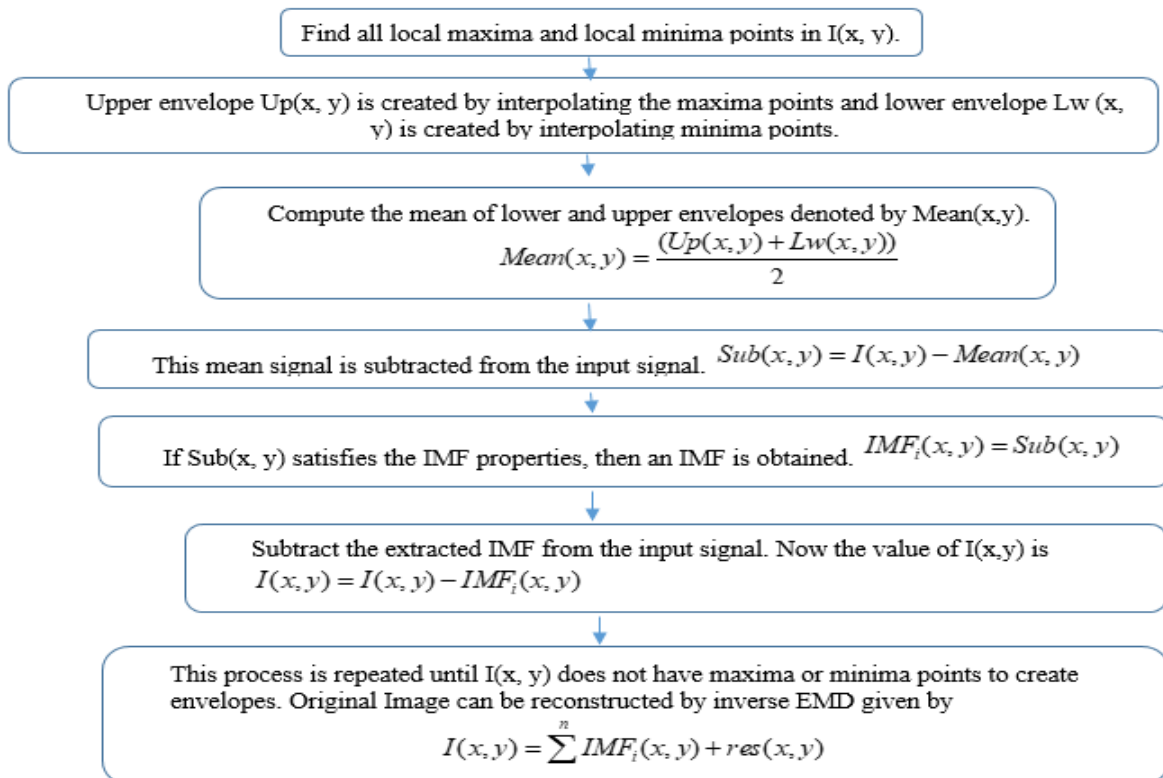 Find all local maxima and local minima points in I(x, y).
Upper envelope Up(x, y) is created by interpolating the maxima points and lower envelope Lw (x,
y) is created by interpolating minima points.
Compute the mean of lower and upper envelopes denoted by Mean(x,y).
Mean(x, y) = (Up(x, y) + Lw(x, y)) / 2
This mean signal is subtracted from the input signal. Sub(x, y) = I(x, y) − Mean(x, y)
If Sub(x, y) satisfies the IMF properties, then an IMF is obtained. IMF_i(x, y) = Sub(x, y)
Subtract the extracted IMF from the input signal. Now the value of I(x,y) is
I(x, y) = I(x, y) − IMF_i(x, y)
This process is repeated until I(x, y) does not have maxima or minima points to create
envelopes. Original Image can be reconstructed by inverse EMD given by
I(x, y) = ∑^n IMF_i(x, y) + res(x, y)